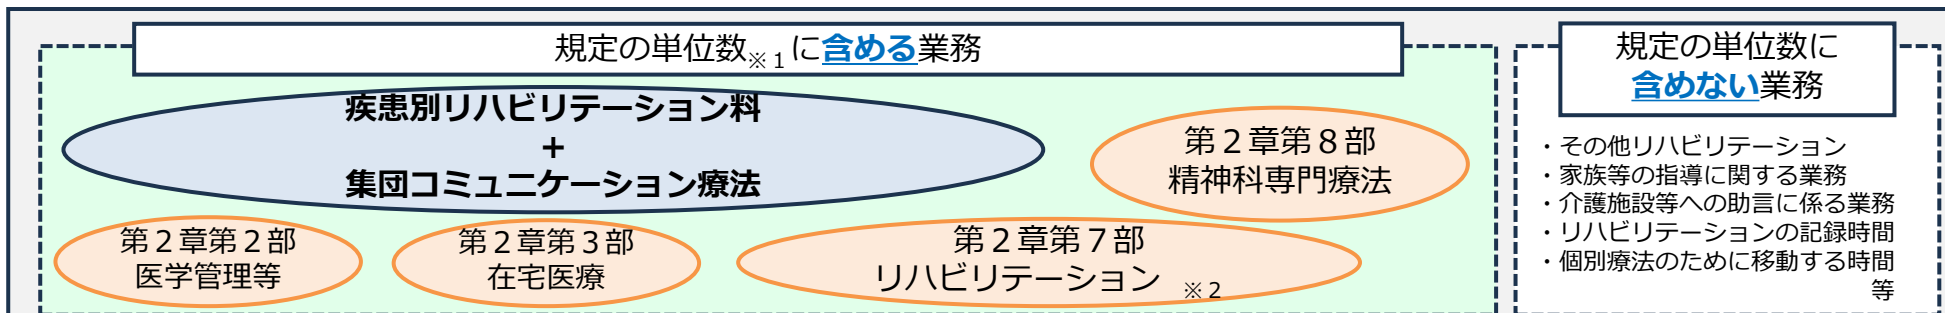 規定の単位数※１に含める業務
疾患別リハビリテーション料
＋
集団コミュニケーション療法
第２章第８部
精神科専門療法
第２章第２部
医学管理等
第２章第３部
在宅医療
第２章第７部
リハビリテーション ※２
規定の単位数に
含めない業務
・その他リハビリテーション
・家族等の指導に関する業務
・介護施設等への助言に係る業務
・リハビリテーションの記録時間
・個別療法のために移動する時間
等